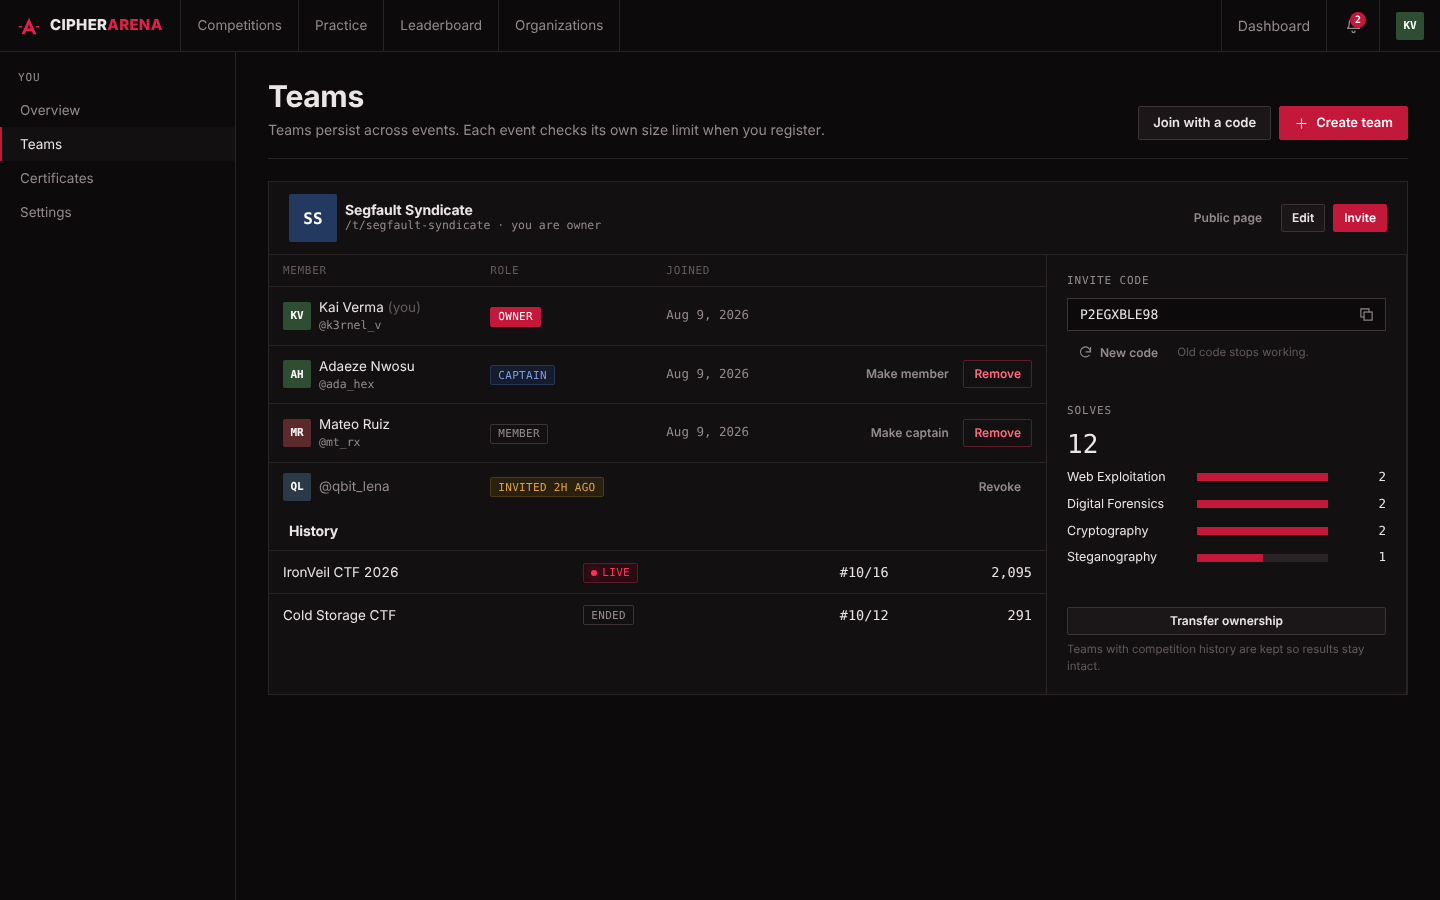 CIPHERARENA
Competitions
Practice
Leaderboard
Organizations
Dashboard
2
KV
YOU
Overview
Teams
Certificates
Settings
Teams
Teams persist across events. Each event checks its own size limit when you register.
Join with a code
Create team
SS
Segfault Syndicate
/t/segfault-syndicate · you are owner
Public page
Edit
Invite
MEMBER ROLE JOINED
KV Kai Verma (you)
@k3rnel_v
OWNER
Aug 9, 2026
AH Adaeze Nwosu
@ada_hex
CAPTAIN
Aug 9, 2026
Make member
Remove
MR Mateo Ruiz
@mt_rx
MEMBER
Aug 9, 2026
Make captain
Remove
QL @qbit_lena
INVITED 2H AGO
Revoke
History
IronVeil CTF 2026 LIVE #10/16 2,095
Cold Storage CTF ENDED #10/12 291
INVITE CODE
P2EGXBLE98
New code
Old code stops working.
SOLVES
12
Web Exploitation 2
Digital Forensics 2
Cryptography 2
Steganography 1
Transfer ownership
Teams with competition history are kept so results stay
intact.